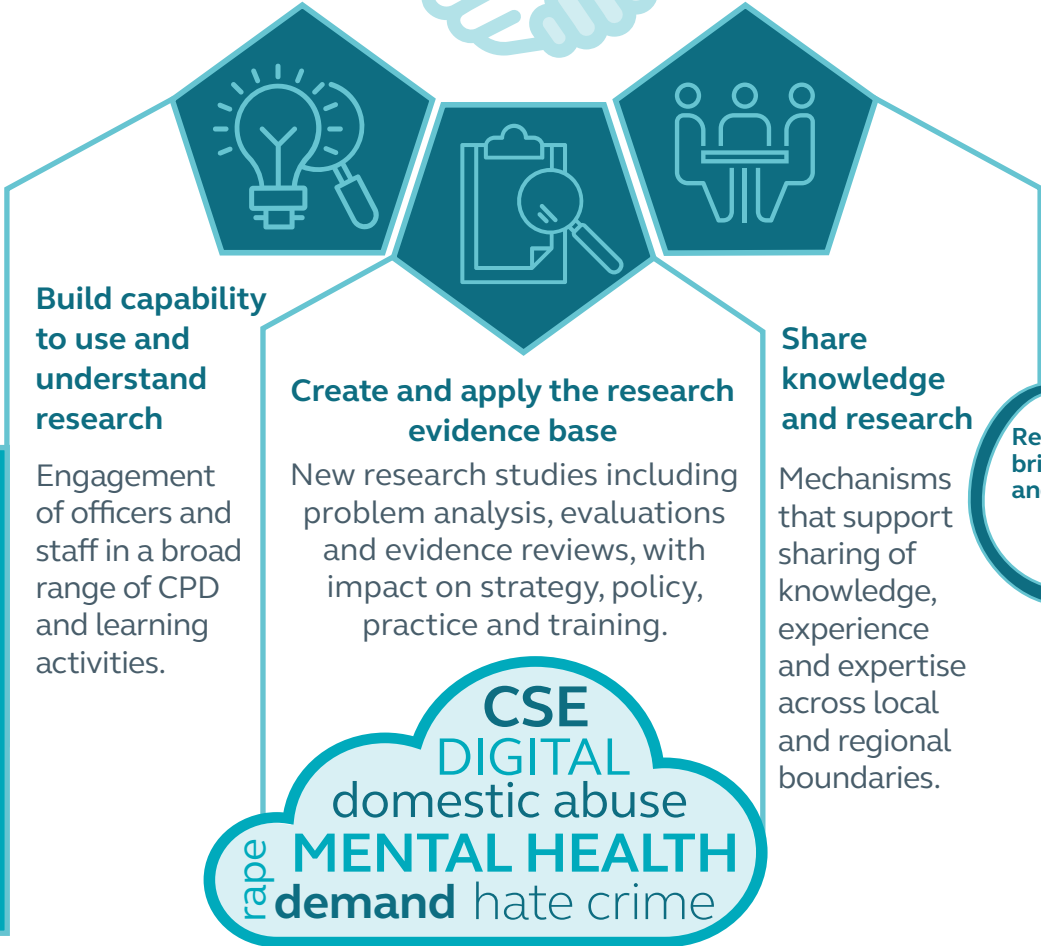 Build capability
to use and
understand
research
Engagement
of officers and
staff in a broad
range of CPD
and learning
activities.
Create and apply the research
evidence base
New research studies including
problem analysis, evaluations
and evidence reviews, with
impact on strategy, policy,
practice and training.
CSE
DIGITAL
domestic abuse
MENTAL HEALTH
rape
demand hate crime
Share
knowledge
and research
Mechanisms
that support
sharing of
knowledge,
experience
and expertise
across local
and regional
boundaries.